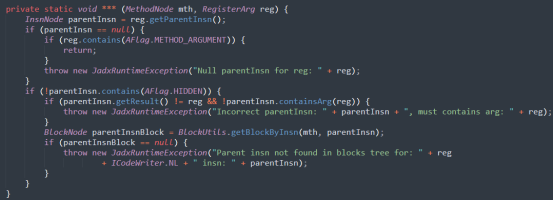 private static void *** (MethodNode mth, RegisterArg reg) {
InsnNode parentInsn = reg.getParentInsn();
if (parentInsn == null) {
if (reg.contains(AFlag.METHOD_ARGUMENT)) {
return;
}
throw new JadxRuntimeException("Null parentInsn for reg: " + reg);
}
if (!parentInsn.contains(AFlag.HIDDEN)) {
if (parentInsn.getResult() != reg && !parentInsn.containsArg(reg)) {
throw new JadxRuntimeException("Incorrect parentInsn: " + parentInsn + ", must contains arg: " + reg);
}
BlockNode parentInsnBlock = BlockUtils.getBlockByInsn(mth, parentInsn);
if (parentInsnBlock == null) {
throw new JadxRuntimeException("Parent insn not found in blocks tree for: " + reg
+ ICodeWriter.NL + " insn: " + parentInsn);
}
}
}